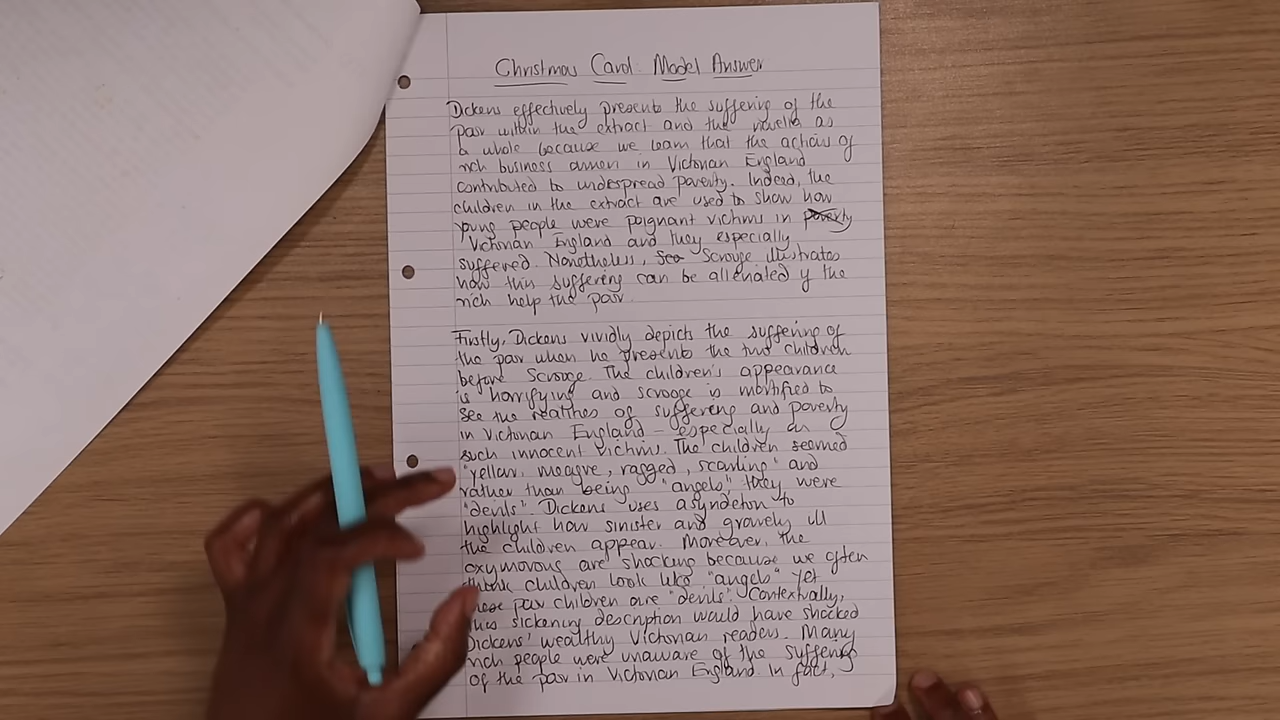 Christmas Carol Model Answer
Dickens effectively presents the suffering of the
poor within the extract and the novella as
a whole because we learn that the actions of
rich business owners in Victorian England
contributed to widespread poverty. Indeed, the
children in the extract are used to show how
young people were poignant victims in poverty
Victorian England and they especially
suffered. Nonetheless, Scrouge illustrates
how this suffering can be alleviated if the
rich help the poor.
Firstly, Dickens vividly depicts the suffering of
the poor when he presents the two children
before Scrooge. The children's appearance
is horrifying and scrooge is mortified to
see the realities of suffering and poverty
in Victorian England – especially on
such innocent victims. The children seemed
"yellow, meagre, ragged, scowling" and
rather than being "angels", they were
"devils". Dickens uses asyndeton to
highlight how sinister and gravely ill
the children appear. Moreover, the
oxymorons are shocking because we often
think children look like "angels" yet
these poor children are "devils". Contextually,
this sickening description would have shocked
Dickens' wealthy Victorian readers. Many
rich people were unaware of the suffering
of the poor in Victorian England. In fact,